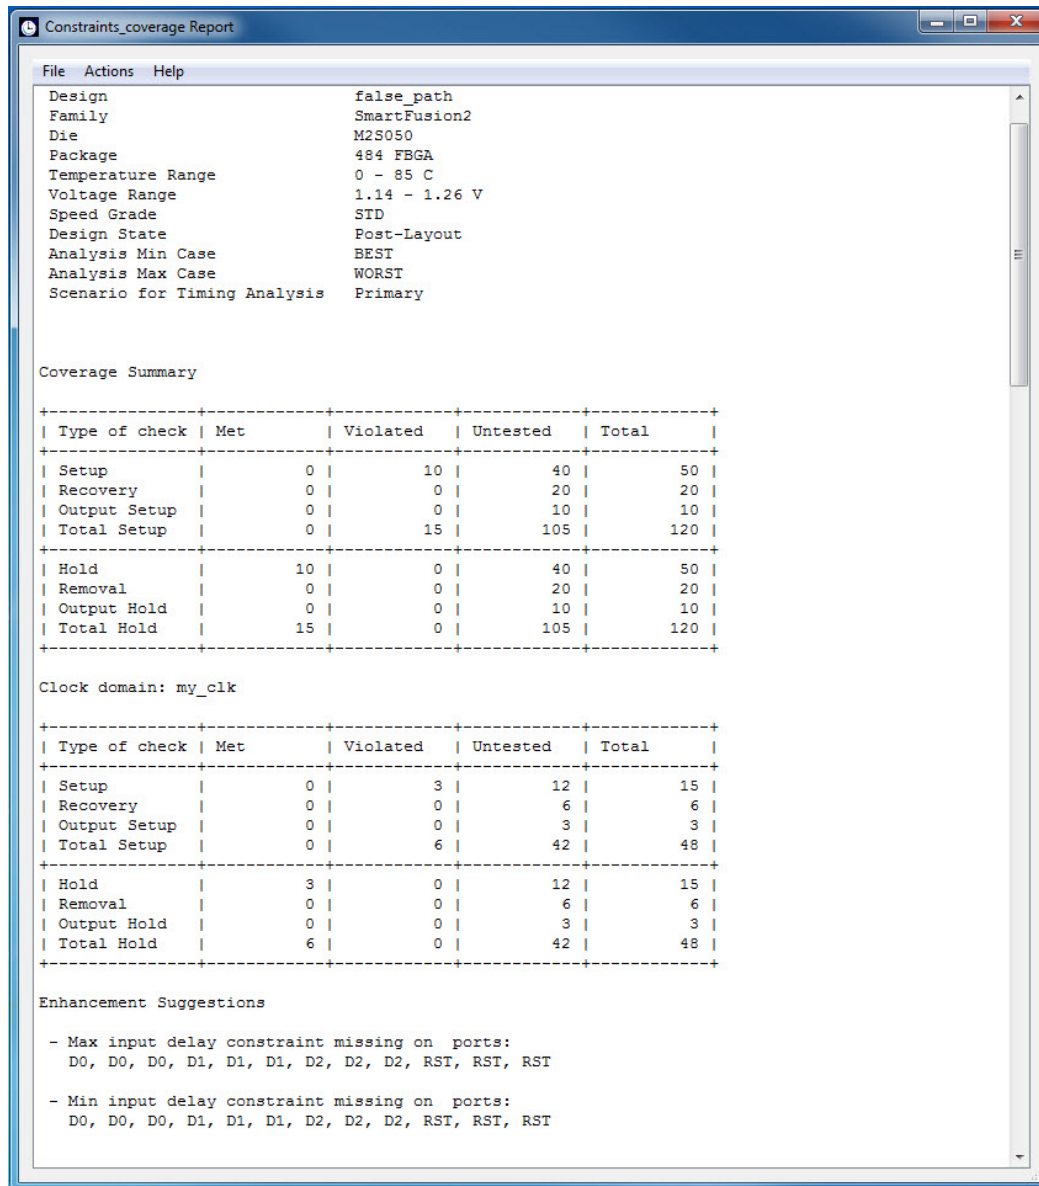 Constraints_coverage Report
File Actions Help
Design false_path
Family SmartFusion2
Die M2S050
Package 484 FBGA
Temperature Range 0 - 85 C
Voltage Range 1.14 - 1.26 V
Speed Grade STD
Design State Post-Layout
Analysis Min Case BEST
Analysis Max Case WORST
Scenario for Timing Analysis Primary
Coverage Summary
+---------------+------------+------------+------------+------------+
| Type of check | Met | Violated | Untested | Total |
+---------------+------------+------------+------------+------------+
| Setup | 0 | 10 | 40 | 50 |
| Recovery | 0 | 0 | 20 | 20 |
| Output Setup | 0 | 0 | 10 | 10 |
| Total Setup | 0 | 15 | 105 | 120 |
+---------------+------------+------------+------------+------------+
| Hold | 10 | 0 | 40 | 50 |
| Removal | 0 | 0 | 20 | 20 |
| Output Hold | 0 | 0 | 10 | 10 |
| Total Hold | 15 | 0 | 105 | 120 |
+---------------+------------+------------+------------+------------+
Clock domain: my_clk
+---------------+------------+------------+------------+------------+
| Type of check | Met | Violated | Untested | Total |
+---------------+------------+------------+------------+------------+
| Setup | 0 | 3 | 12 | 15 |
| Recovery | 0 | 0 | 6 | 6 |
| Output Setup | 0 | 0 | 3 | 3 |
| Total Setup | 0 | 6 | 42 | 48 |
+---------------+------------+------------+------------+------------+
| Hold | 3 | 0 | 12 | 15 |
| Removal | 0 | 0 | 6 | 6 |
| Output Hold | 0 | 0 | 3 | 3 |
| Total Hold | 6 | 0 | 42 | 48 |
+---------------+------------+------------+------------+------------+
Enhancement Suggestions
- Max input delay constraint missing on ports:
D0, D0, D0, D1, D1, D1, D2, D2, D2, RST, RST, RST
- Min input delay constraint missing on ports:
D0, D0, D0, D1, D1, D1, D2, D2, D2, RST, RST, RST